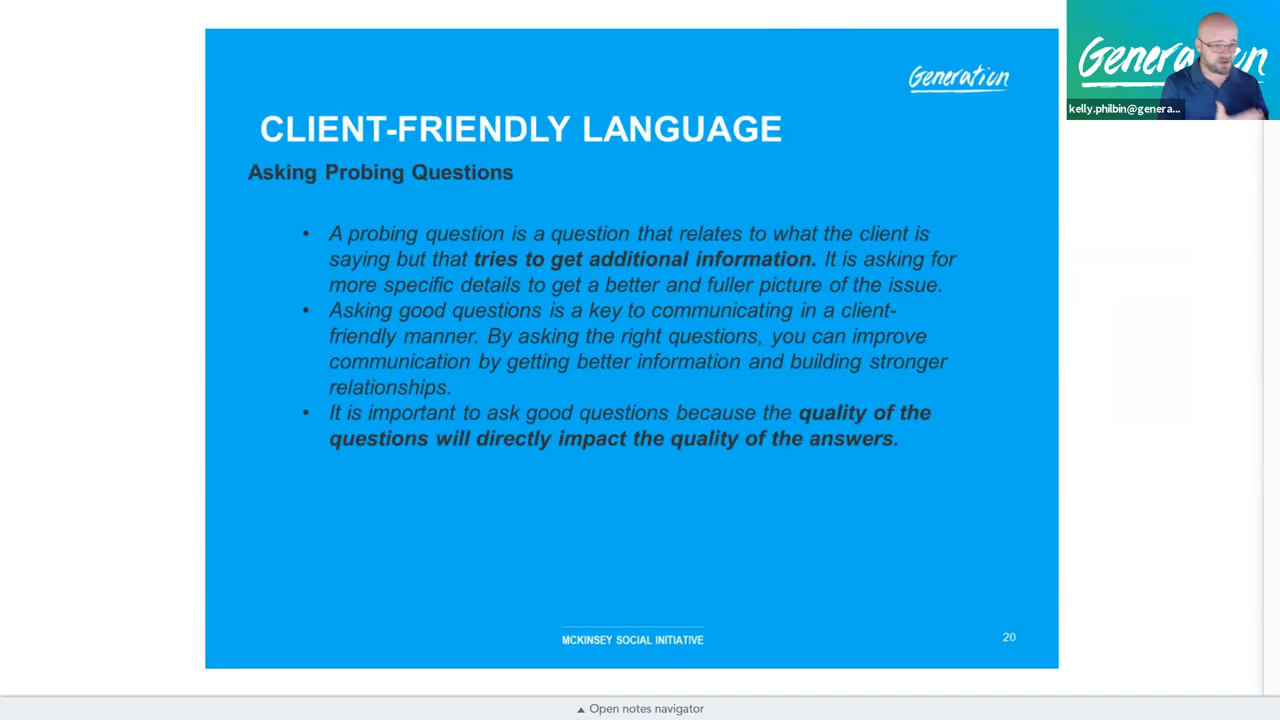 Generation
CLIENT-FRIENDLY LANGUAGE
Asking Probing Questions
• A probing question is a question that relates to what the client is
saying but that tries to get additional information. It is asking for
more specific details to get a better and fuller picture of the issue.
• Asking good questions is a key to communicating in a client-
friendly manner. By asking the right questions, you can improve
communication by getting better information and building stronger
relationships.
• It is important to ask good questions because the quality of the
questions will directly impact the quality of the answers.
MCKINSEY SOCIAL INITIATIVE
20
kelly.philbin@genera...
▲ Open notes navigator